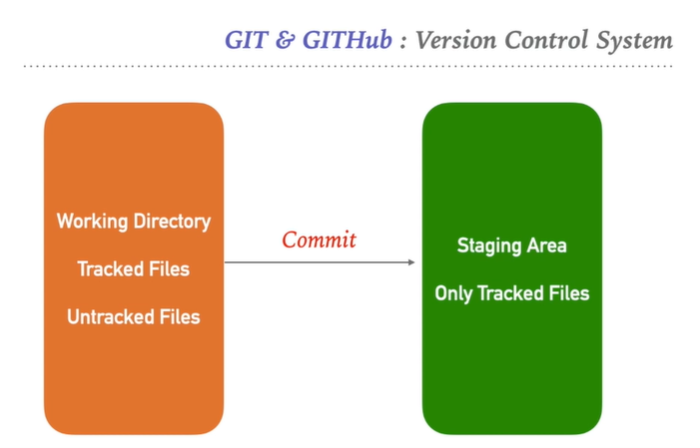 GIT & GITHub : Version Control System
Working Directory
Tracked Files
Untracked Files
Commit
Staging Area
Only Tracked Files